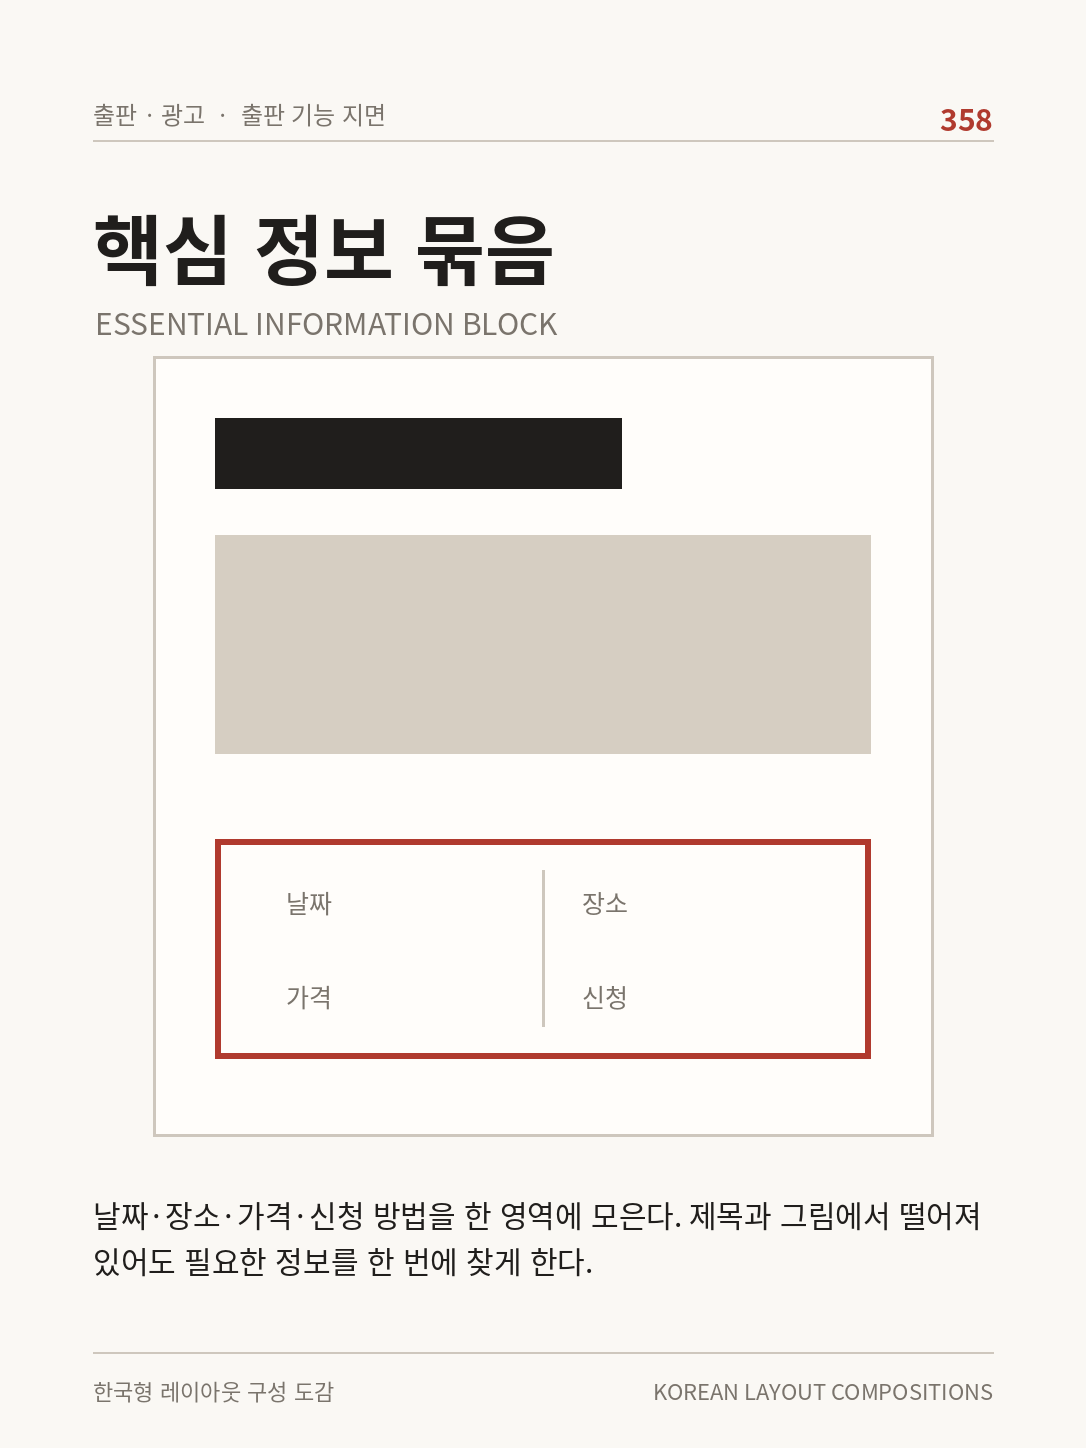 출판 · 광고 · 출판 기능 지면
358
핵심 정보 묶음
ESSENTIAL INFORMATION BLOCK
날짜
장소
가격
신청
날짜·장소·가격·신청 방법을 한 영역에 모은다. 제목과 그림에서 떨어져
있어도 필요한 정보를 한 번에 찾게 한다.
한국형 레이아웃 구성 도감
KOREAN LAYOUT COMPOSITIONS